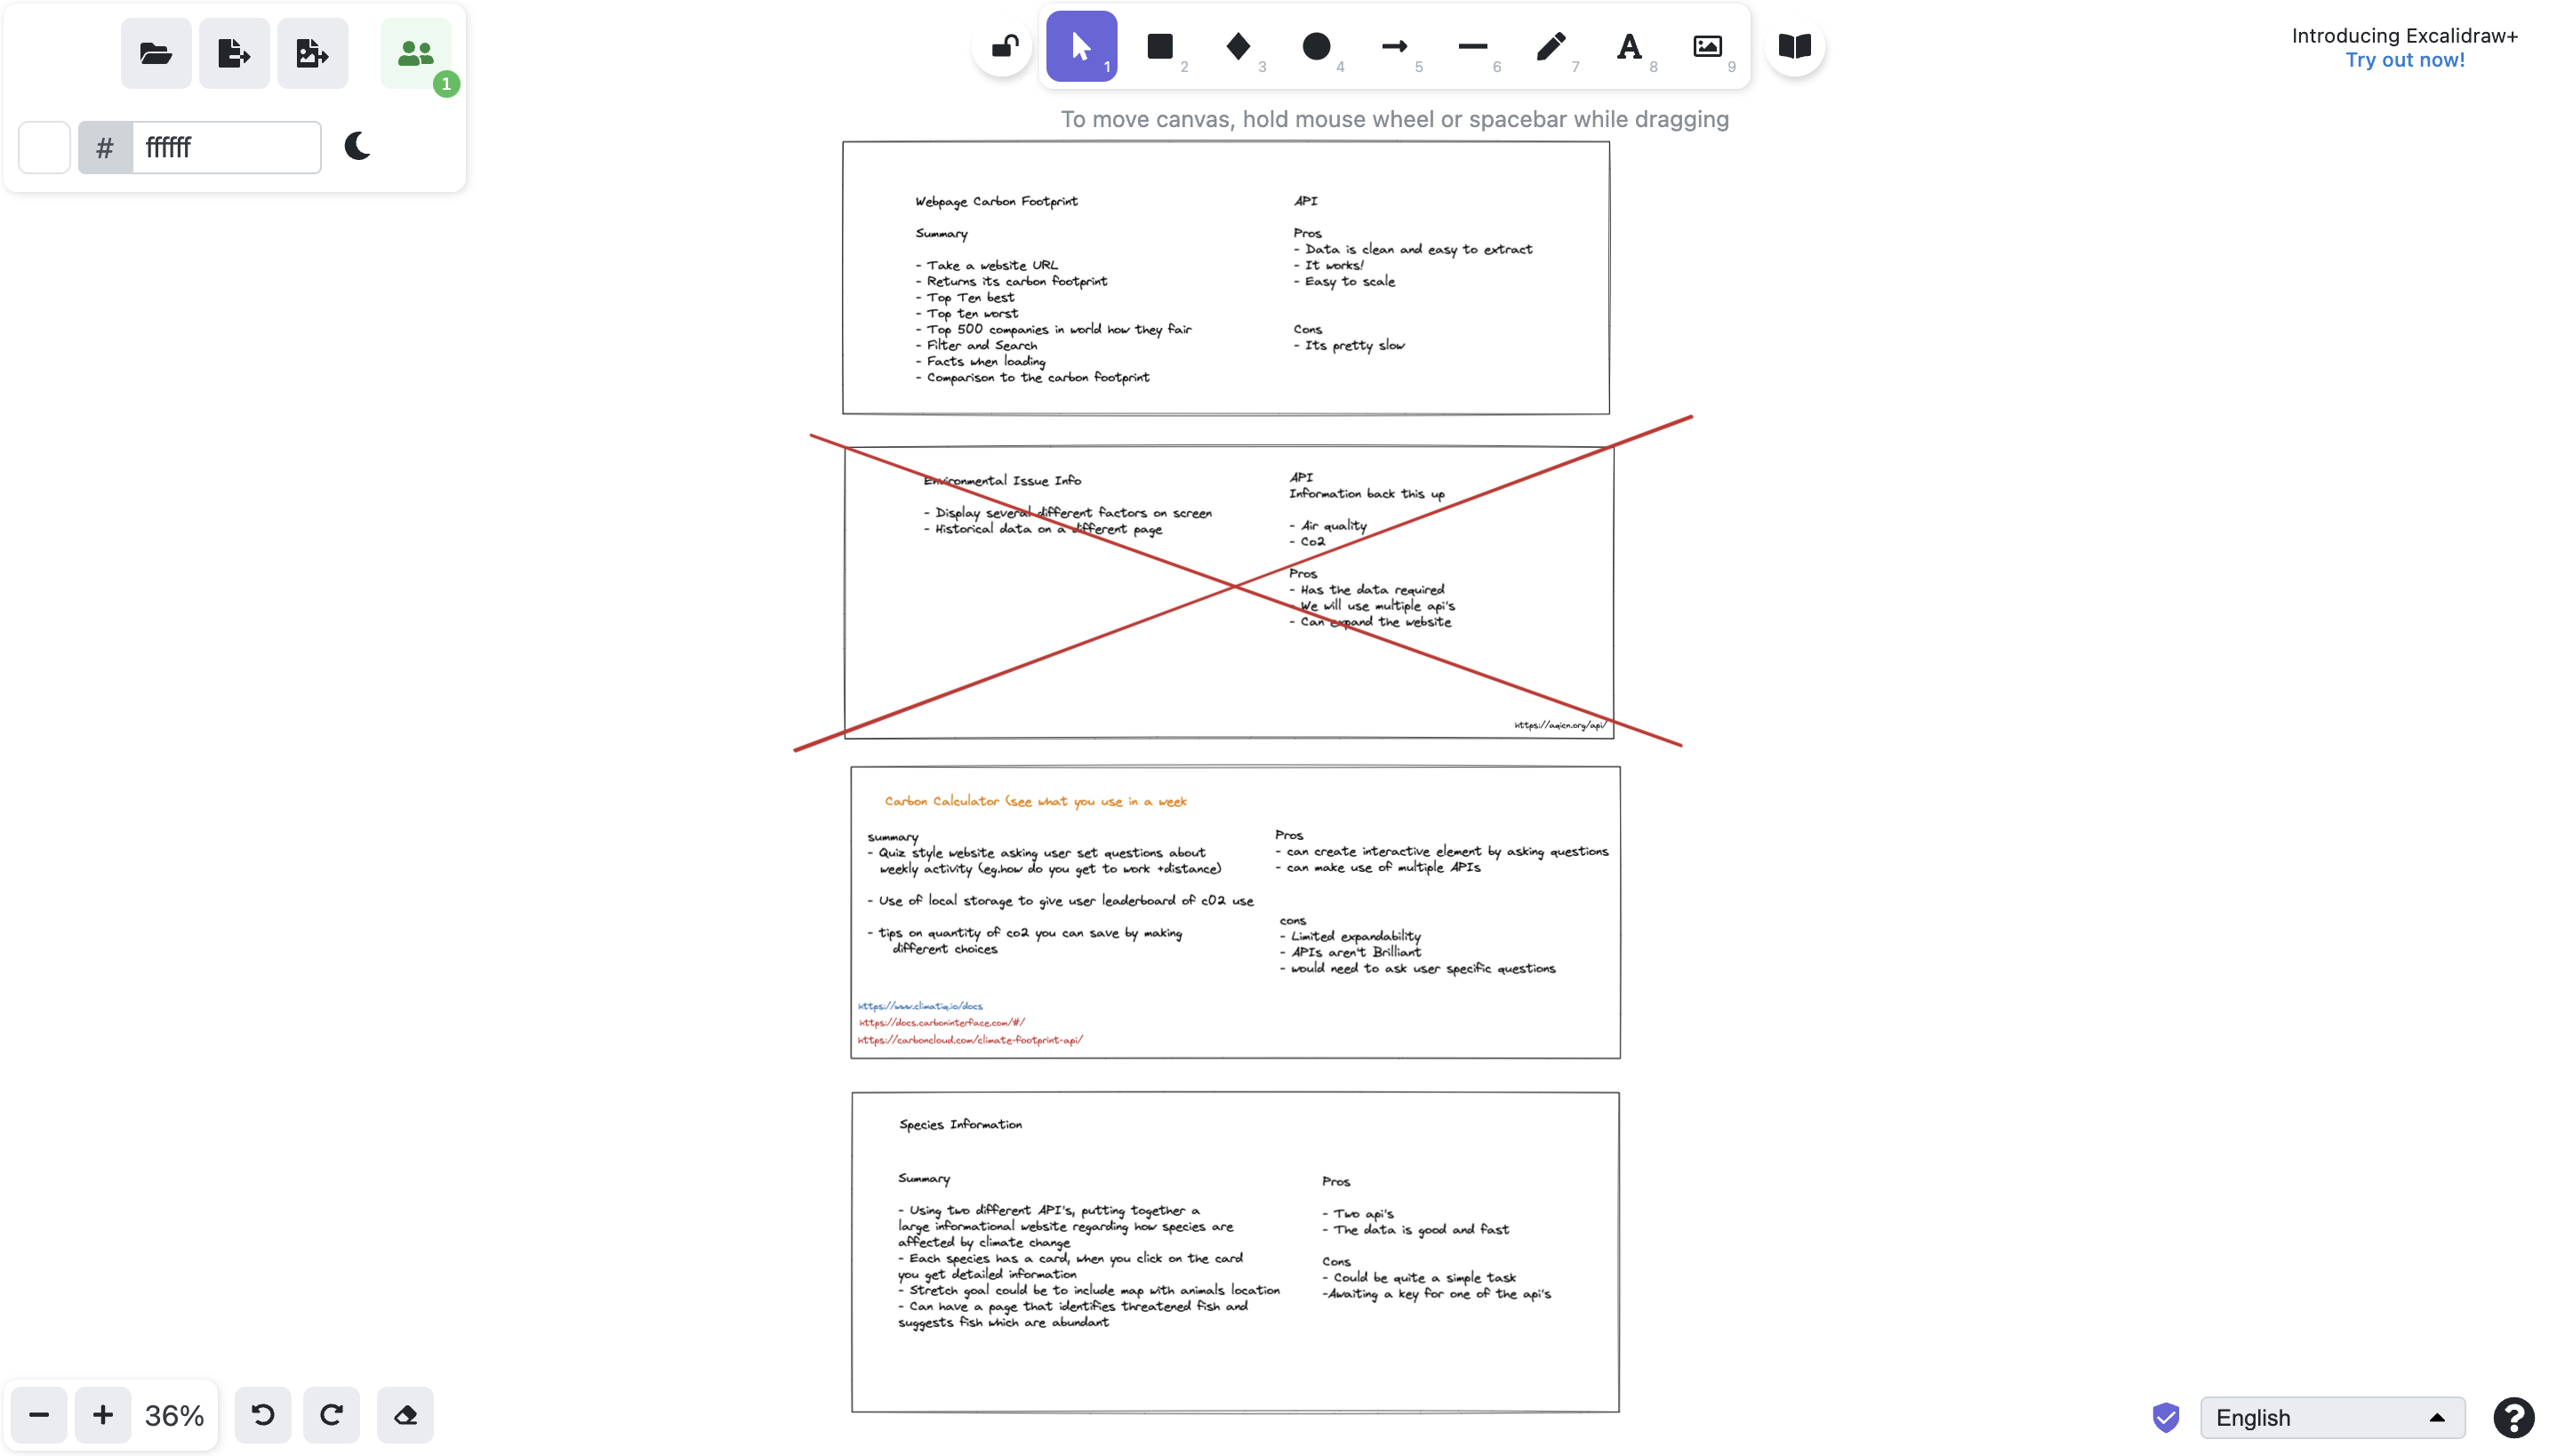 1
# ffffff
1
2
3
4
5
6
7
8
9
Introducing Excalidraw+
Try out now!
To move canvas, hold mouse wheel or spacebar while dragging
Webpage Carbon Footprint
Summary
- Take a website URL
- Returns its carbon footprint
- Top Ten best
- Top ten worst
- Top 500 companies in world how they fair
- Filter and Search
- Facts when loading
- Comparison to the carbon footprint
API
Pros
- Data is clean and easy to extract
- It works!
- Easy to scale
Cons
- Its pretty slow
Environmental Issue Info
- Display several different factors on screen
- Historical data on a different page
API
Information back this up
- Air quality
- Co2
Pros
- Has the data required
- We will use multiple api's
- Can expand the website
https://aqicn.org/api/
Carbon Calculator (see what you use in a week
summary
- Quiz style website asking user set questions about
weekly activity (eg.how do you get to work +distance)
- Use of local storage to give user leaderboard of cO2 use
- tips on quantity of co2 you can save by making
different choices
Pros
- can create interactive element by asking questions
- can make use of multiple APIs
cons
- Limited expandability
- APIs aren't Brilliant
- would need to ask user specific questions
https://www.climatiq.io/docs
https://docs.carboninterface.com/#/
https://carboncloud.com/climate-footprint-api/
Species Information
Summary
- Using two different API's, putting together a
large informational website regarding how species are
affected by climate change
- Each species has a card, when you click on the card
you get detailed information
- Stretch goal could be to include map with animals location
- Can have a page that identifies threatened fish and
suggests fish which are abundant
Pros
- Two api's
- The data is good and fast
Cons
- Could be quite a simple task
-Awaiting a key for one of the api's
36%
English